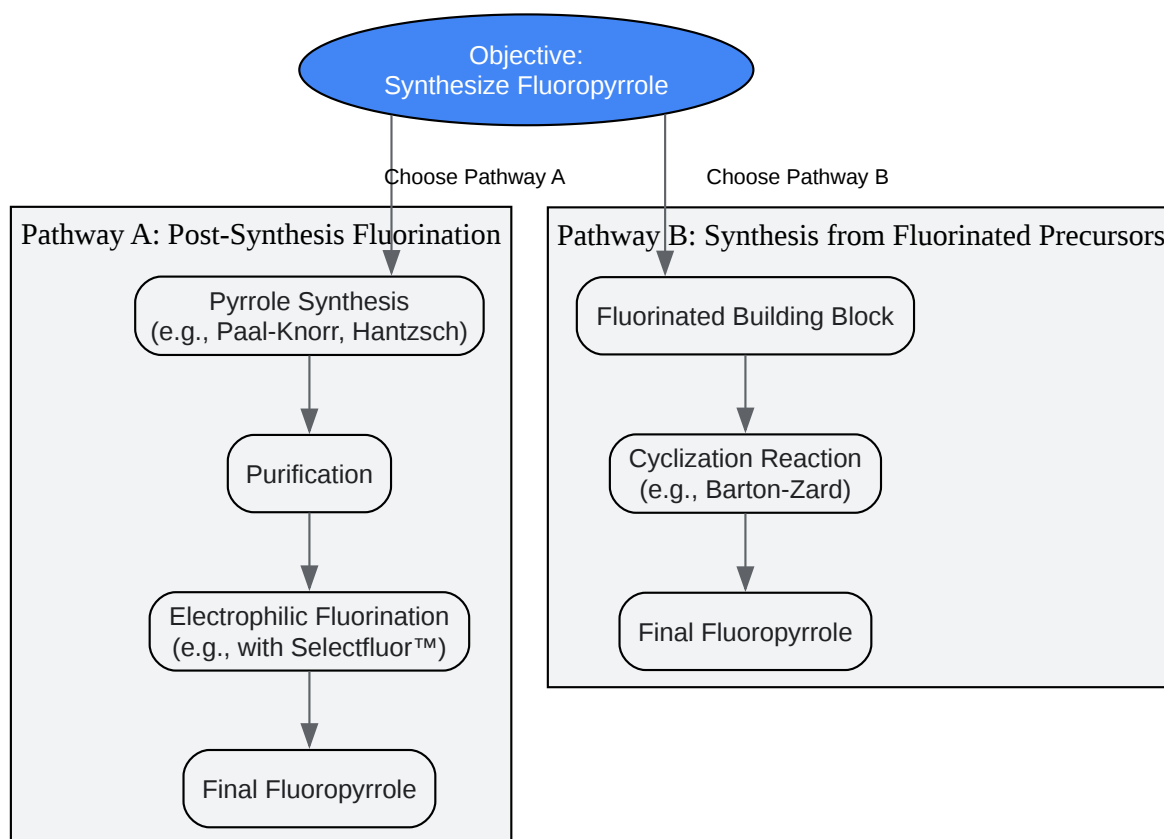 Objective:
Synthesize Fluoropyrrole
Choose Pathway A
Choose Pathway B
Pathway A: Post-Synthesis Fluorination
Pyrrole Synthesis
(e.g., Paal-Knorr, Hantzsch)
Purification
Electrophilic Fluorination
(e.g., with Selectfluor™)
Final Fluoropyrrole
Pathway B: Synthesis from Fluorinated Precursors
Fluorinated Building Block
Cyclization Reaction
(e.g., Barton-Zard)
Final Fluoropyrrole